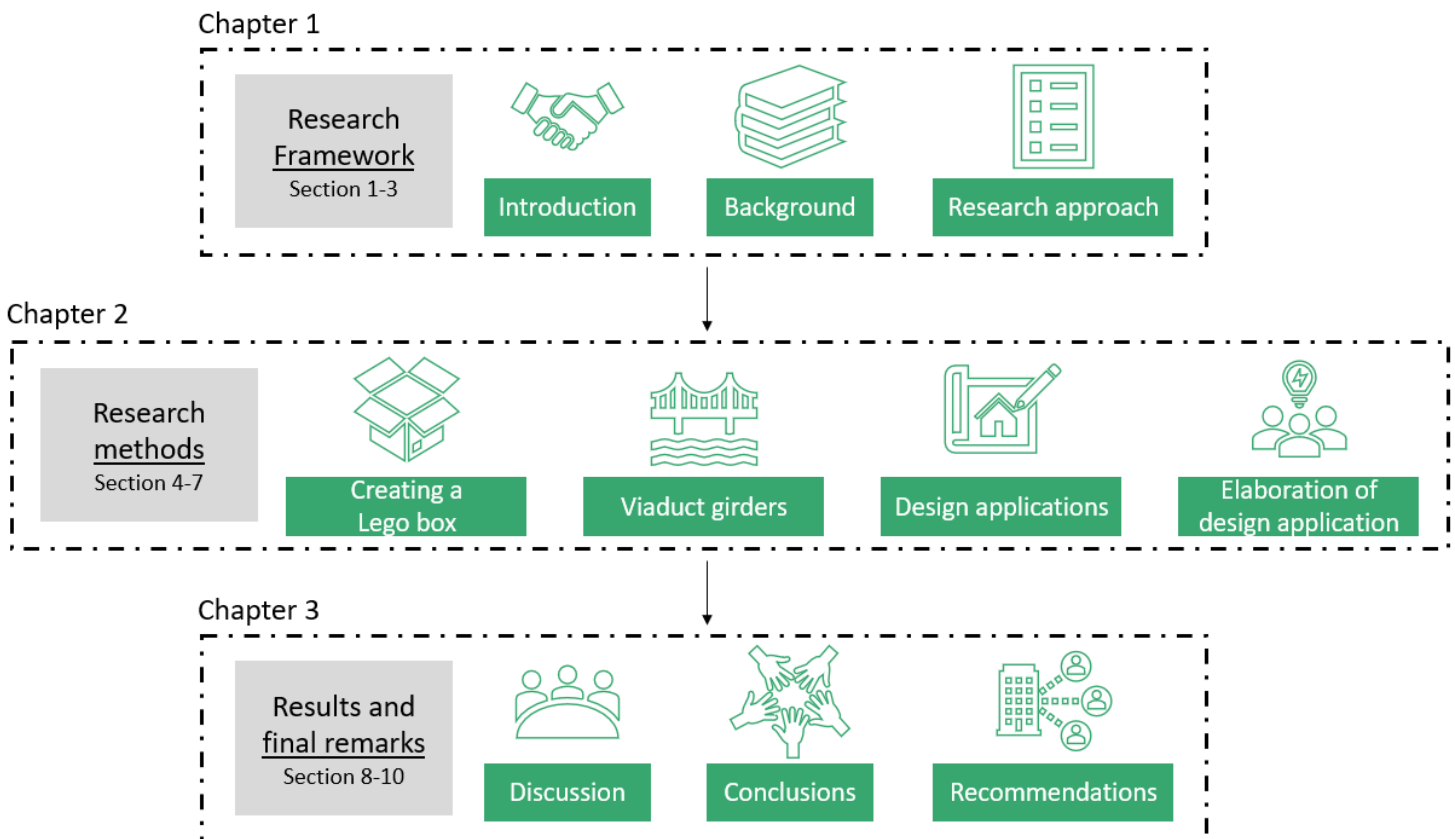 Chapter 1
Research
Framework
Section 1-3
Introduction
Background
Research approach
Chapter 2
Research
methods
Section 4-7
Creating a
Lego box
Viaduct girders
Design applications
Elaboration of
design application
Chapter 3
Results and
final remarks
Section 8-10
Discussion
Conclusions
Recommendations